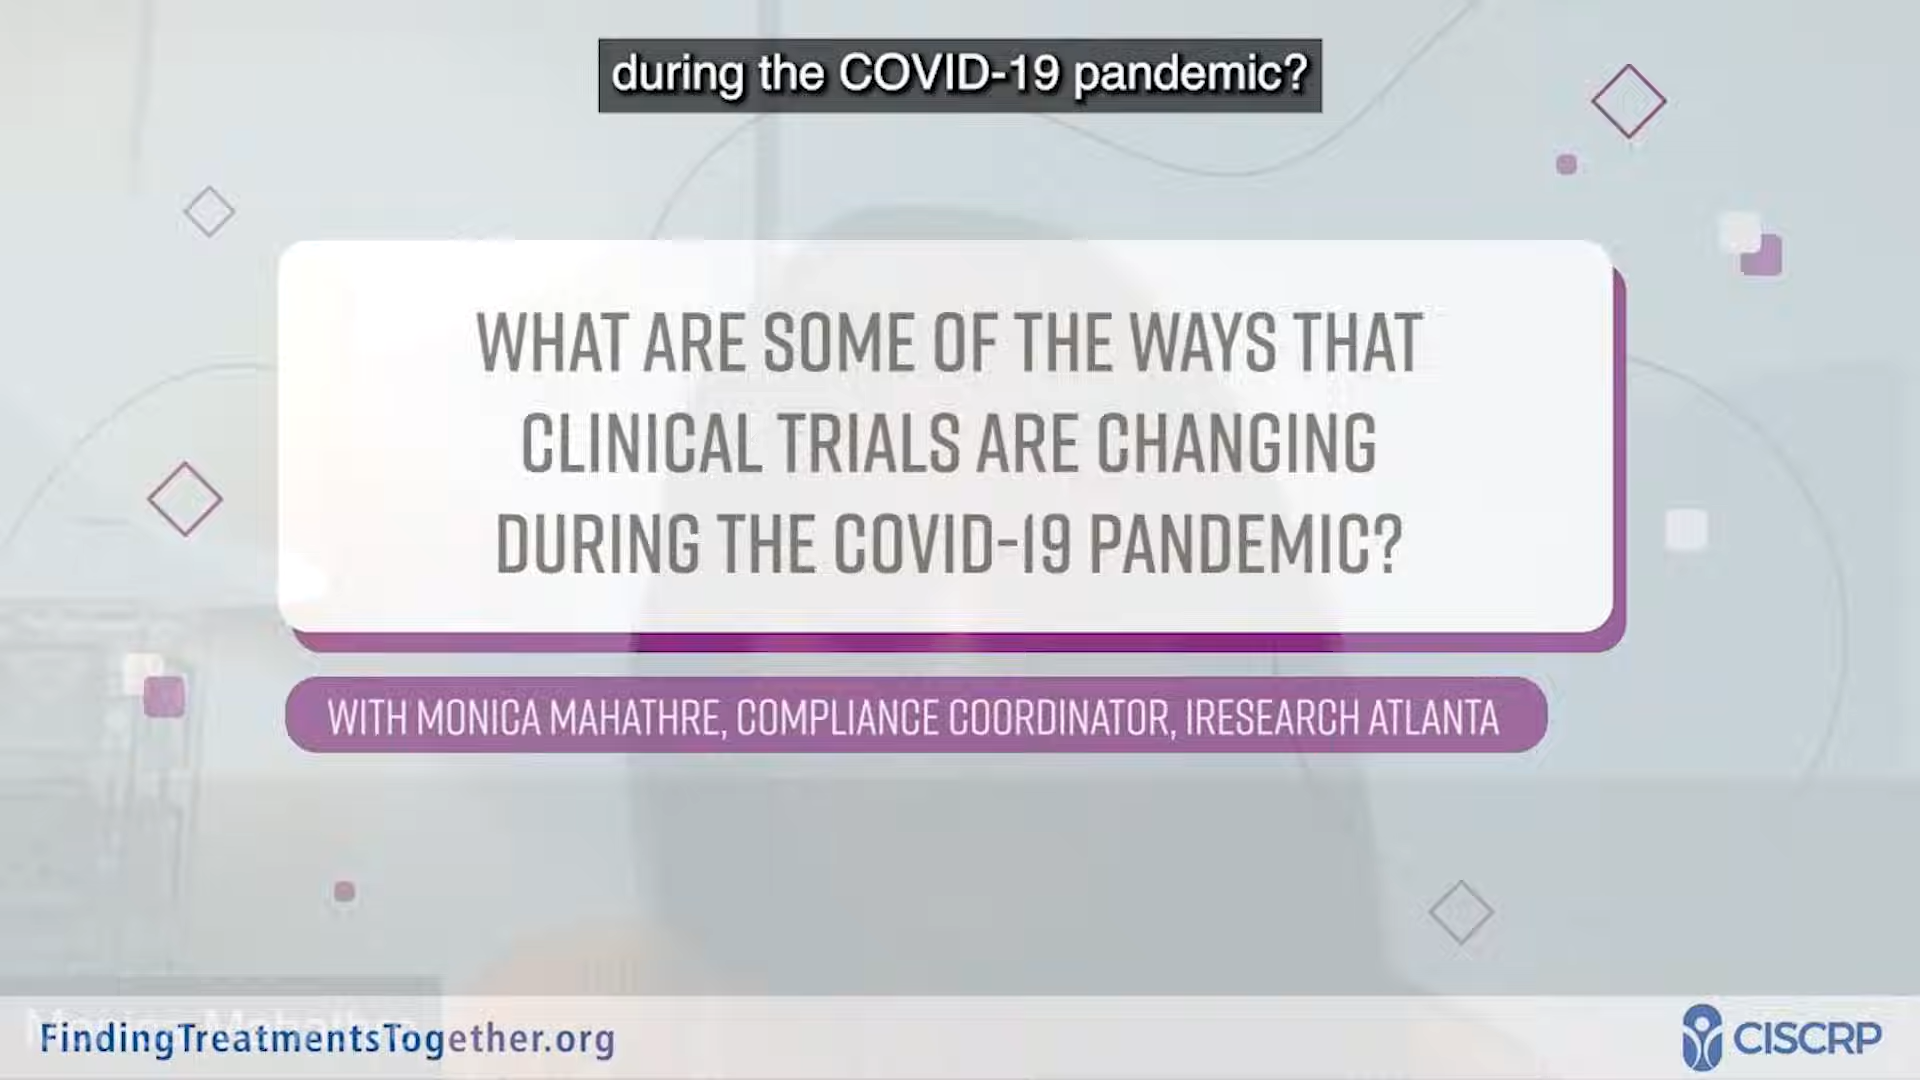 during the COVID-19 pandemic?
WHAT ARE SOME OF THE WAYS THAT
CLINICAL TRIALS ARE CHANGING
DURING THE COVID-19 PANDEMIC?
WITH MONICA MAHATHRE, COMPLIANCE COORDINATOR, IRESEARCH ATLANTA
FindingTreatmentsTogether.org
CISCRP